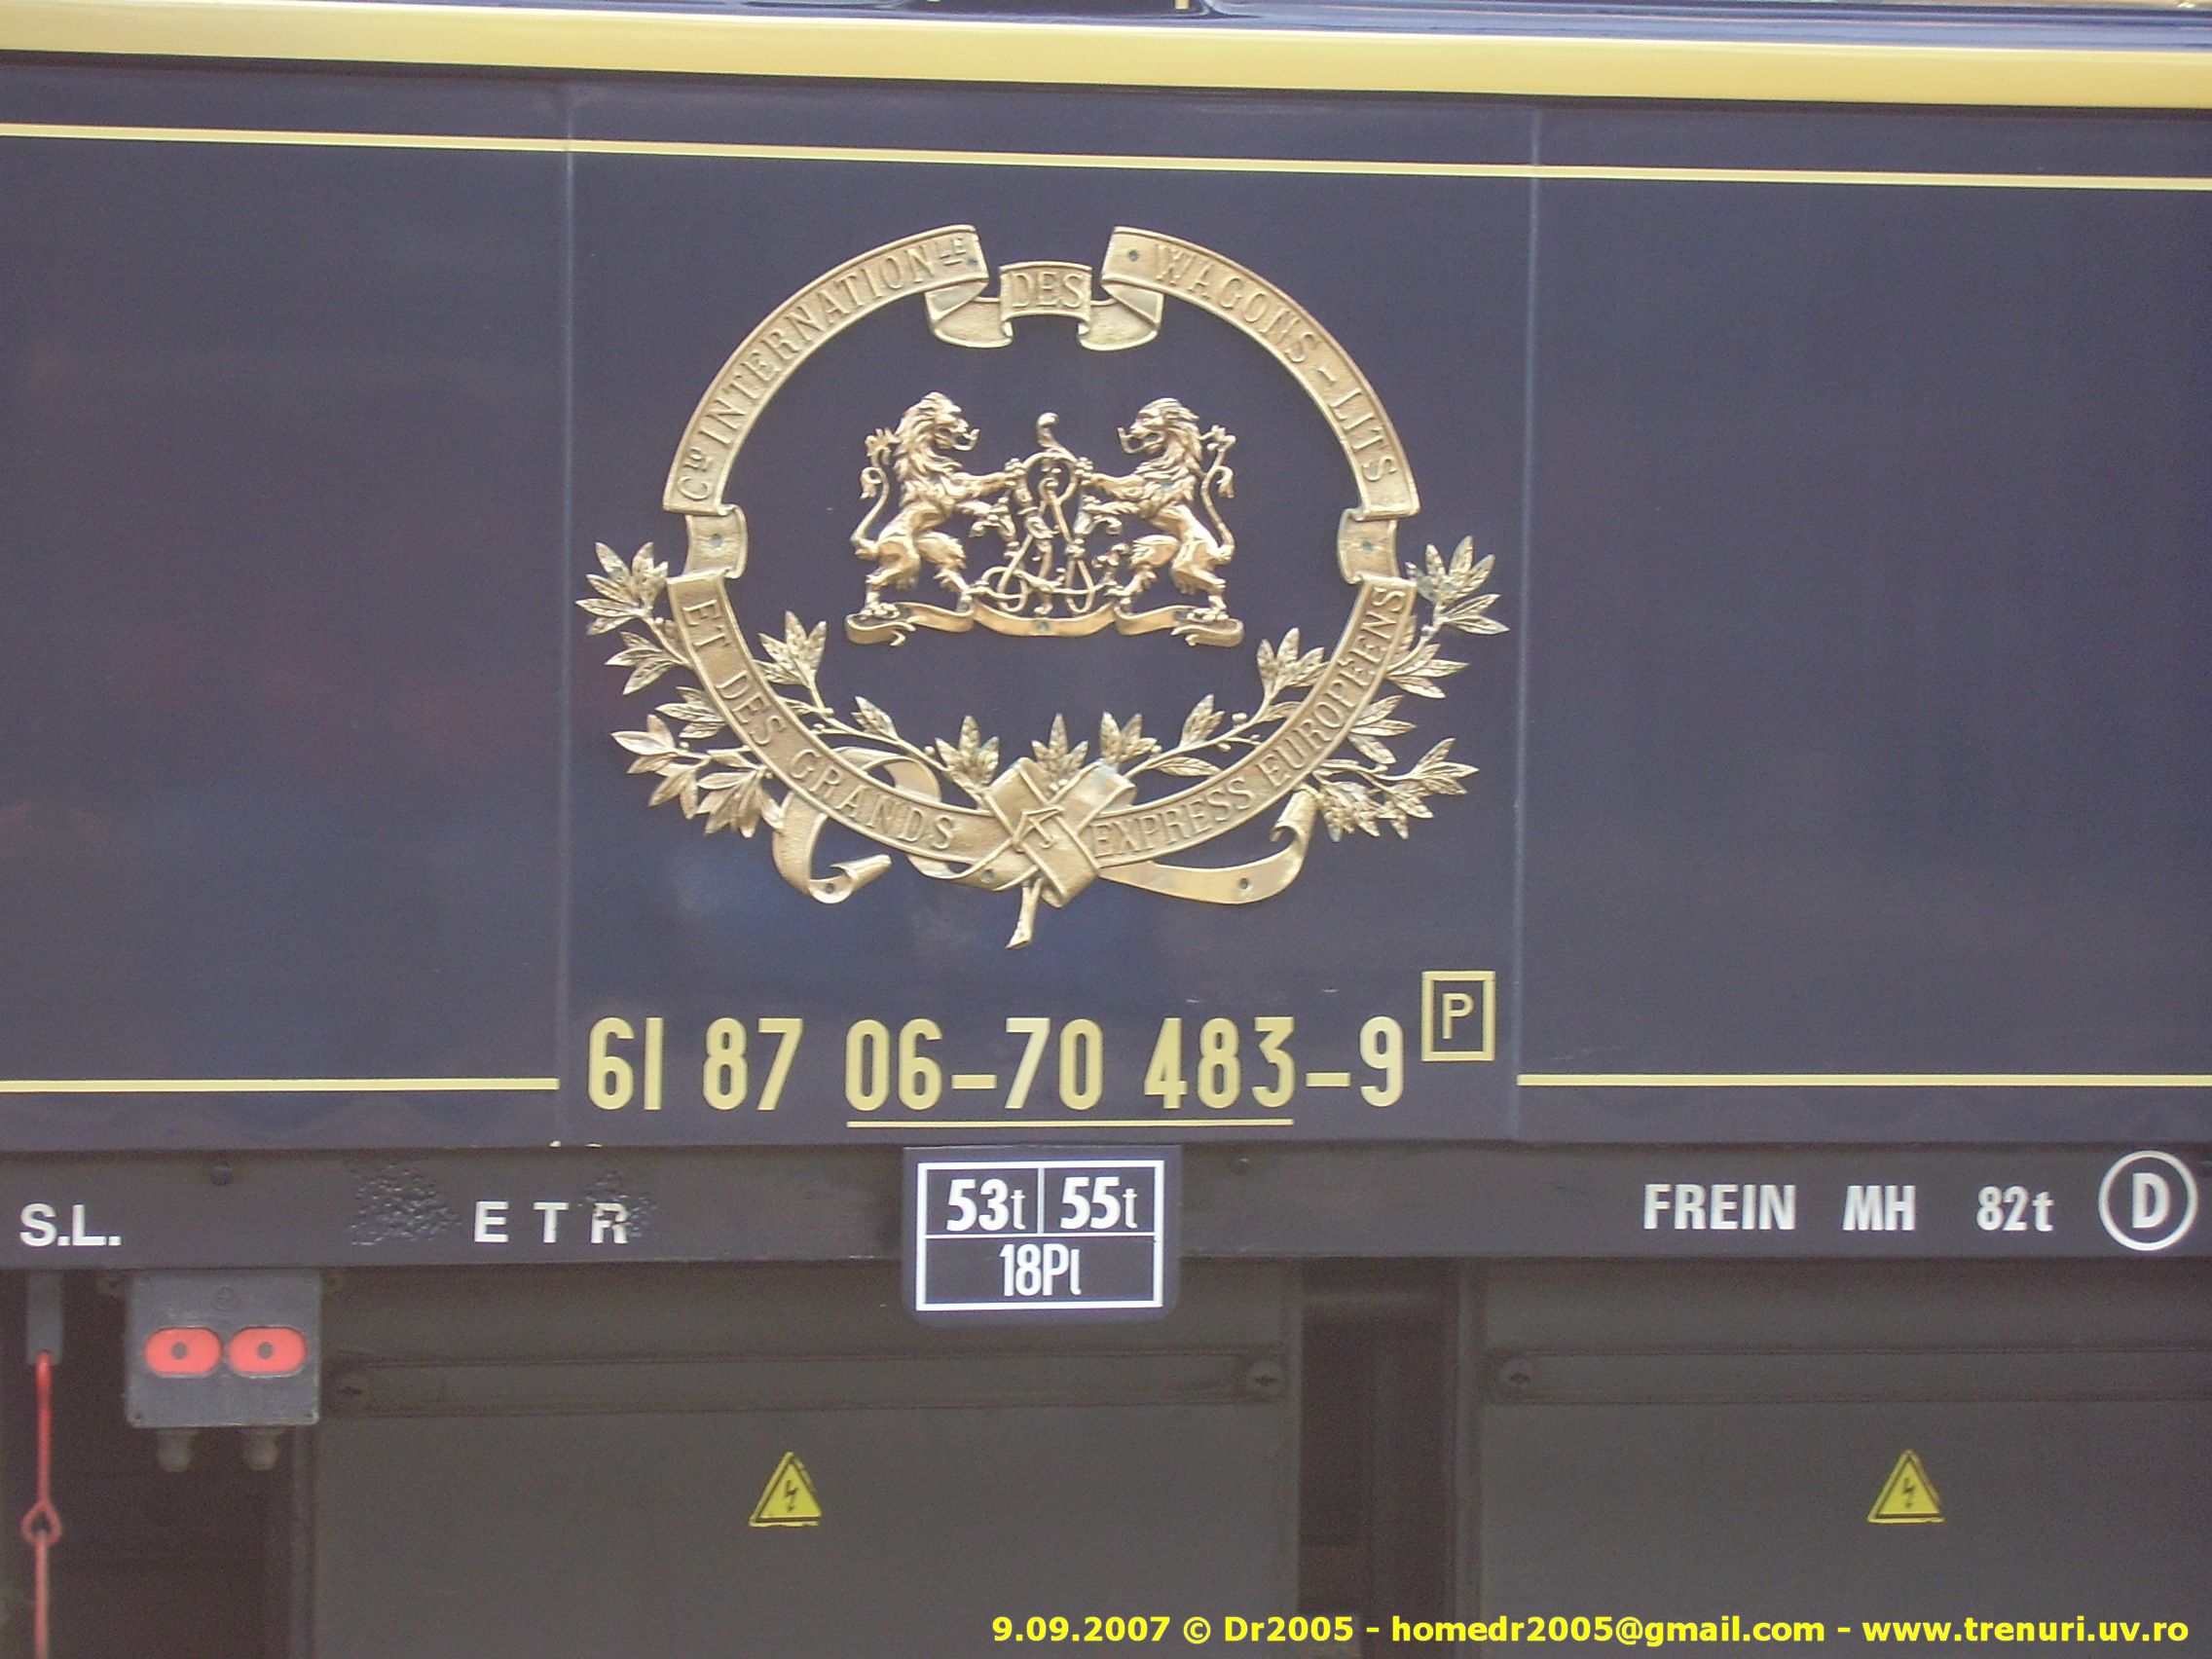 Cie INTERNATIONLE DES WAGONS-LITS
ET DES GRANDS EXPRESS EUROPÉENS
61 87 06-70 483-9 P
S.L. E T R 53t 55t FREIN MH 82t D
18Pl
9.09.2007 © Dr2005 - homedr2005@gmail.com - www.trenuri.uv.ro